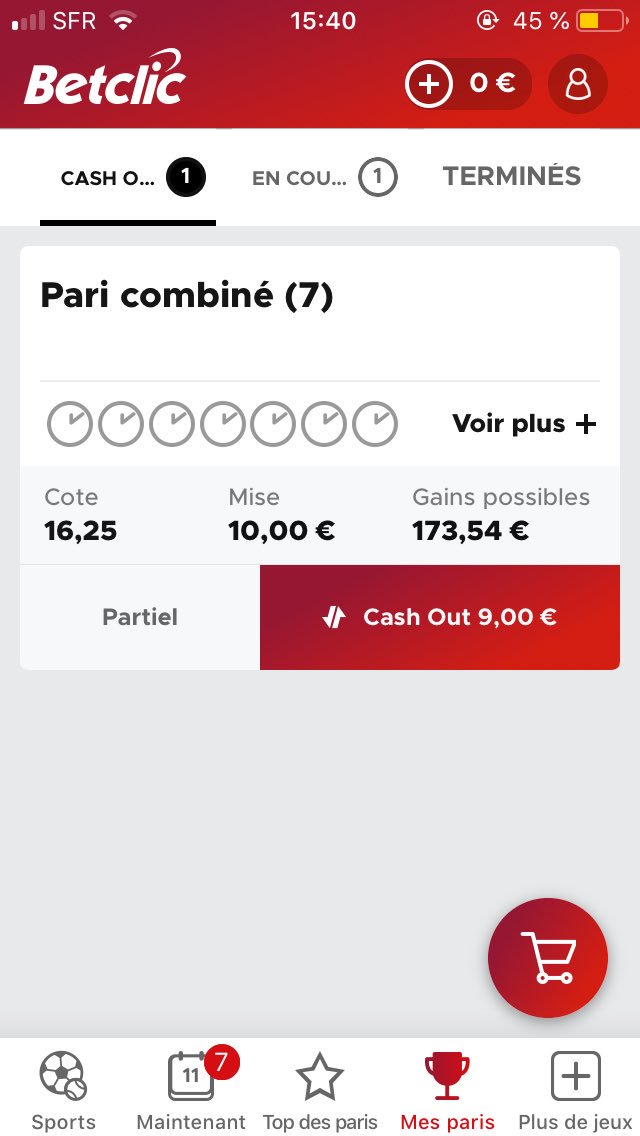 SFR 15:40 45 %
Betclic 0 €
CASH O... 1 EN COU... 1 TERMINÉS
Pari combiné (7)
Voir plus +
Cote Mise Gains possibles
16,25 10,00 € 173,54 €
Partiel Cash Out 9,00 €
11 7
Sports Maintenant Top des paris Mes paris Plus de jeux